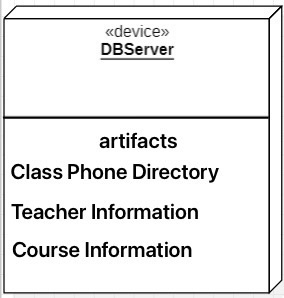 «device»
DBServer
artifacts
Class Phone Directory
Teacher Information
Course Information